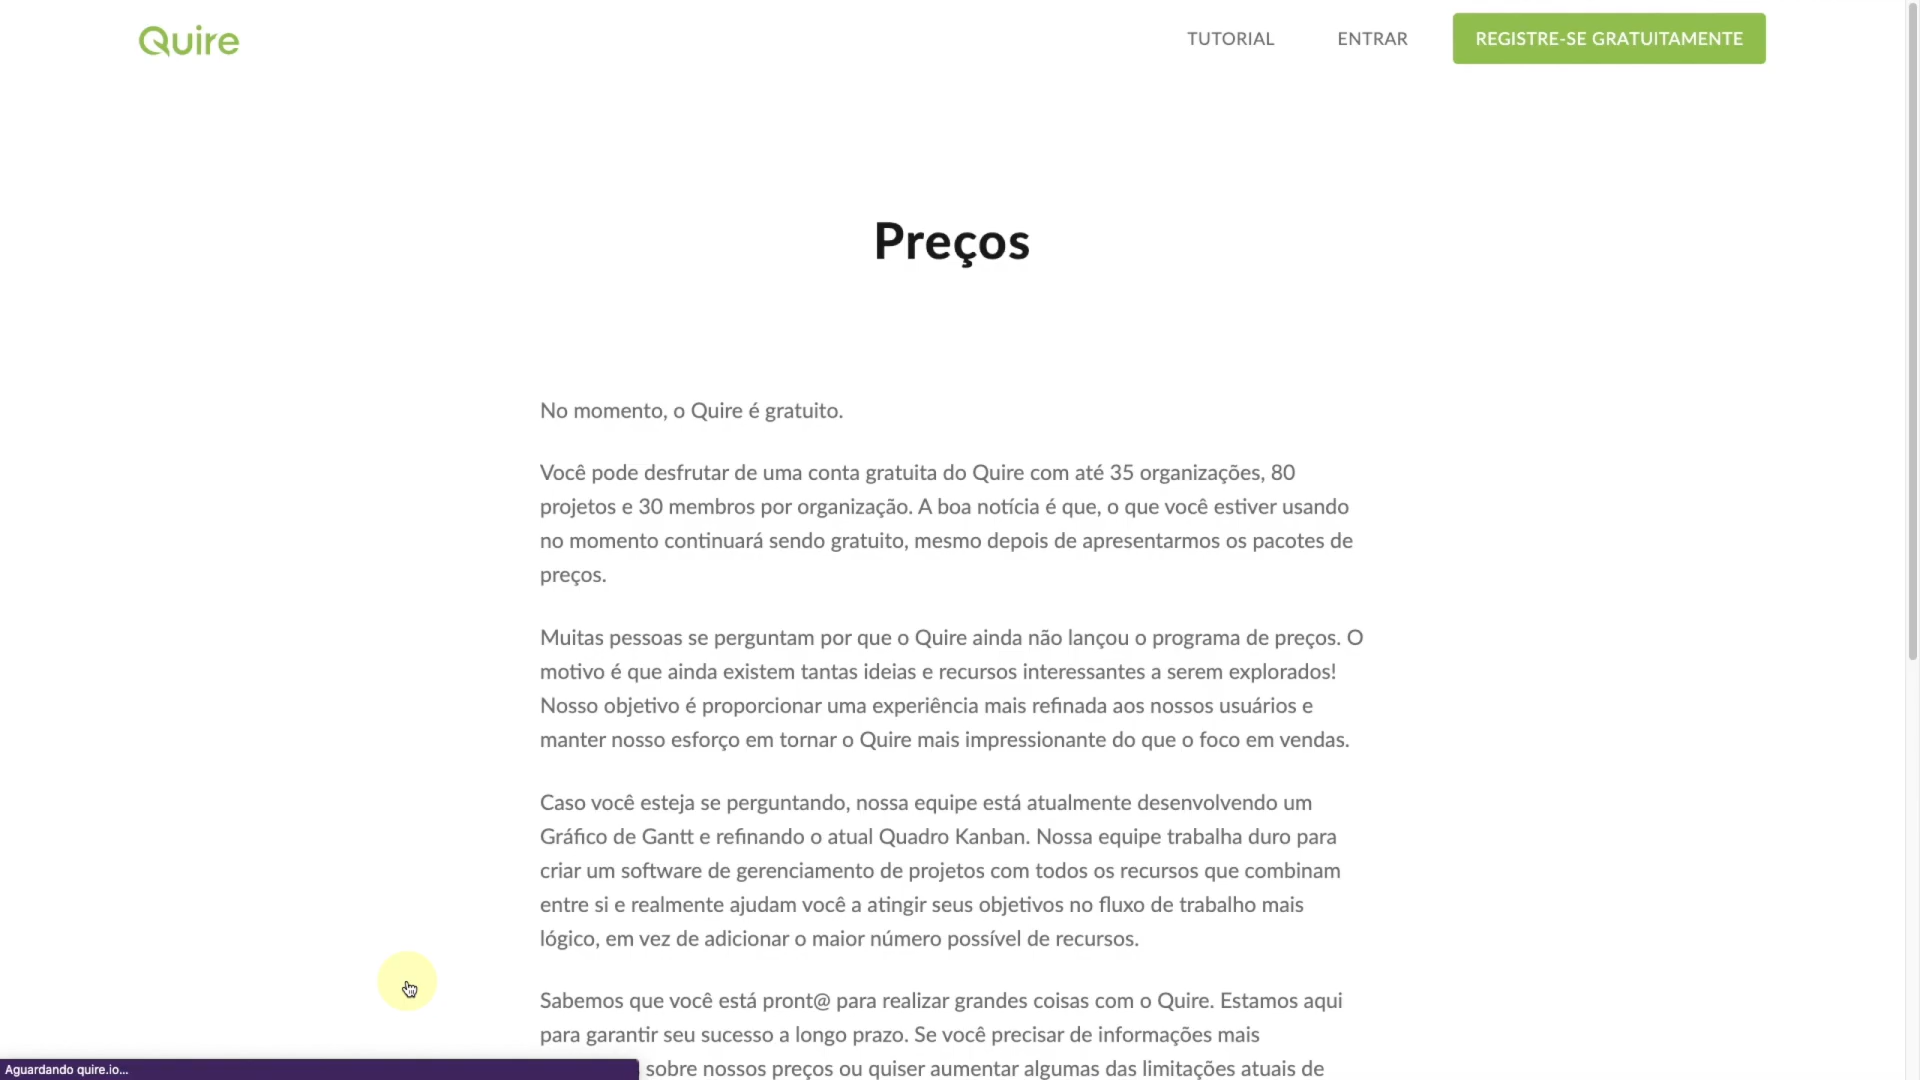 Quire
TUTORIAL
ENTRAR
REGISTRE-SE GRATUITAMENTE
Preços
No momento, o Quire é gratuito.
Você pode desfrutar de uma conta gratuita do Quire com até 35 organizações, 80
projetos e 30 membros por organização. A boa notícia é que, o que você estiver usando
no momento continuará sendo gratuito, mesmo depois de apresentarmos os pacotes de
preços.
Muitas pessoas se perguntam por que o Quire ainda não lançou o programa de preços. O
motivo é que ainda existem tantas ideias e recursos interessantes a serem explorados!
Nosso objetivo é proporcionar uma experiência mais refinada aos nossos usuários e
manter nosso esforço em tornar o Quire mais impressionante do que o foco em vendas.
Caso você esteja se perguntando, nossa equipe está atualmente desenvolvendo um
Gráfico de Gantt e refinando o atual Quadro Kanban. Nossa equipe trabalha duro para
criar um software de gerenciamento de projetos com todos os recursos que combinam
entre si e realmente ajudam você a atingir seus objetivos no fluxo de trabalho mais
lógico, em vez de adicionar o maior número possível de recursos.
Sabemos que você está pront@ para realizar grandes coisas com o Quire. Estamos aqui
para garantir seu sucesso a longo prazo. Se você precisar de informações mais
sobre nossos preços ou quiser aumentar algumas das limitações atuais de
Aguardando quire.io...